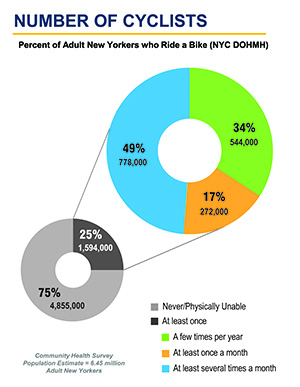 NUMBER OF CYCLISTS
Percent of Adult New Yorkers who Ride a Bike (NYC DOHMH)
34%
544,000
49%
778,000
17%
272,000
25%
1,594,000
75%
4,855,000
Never/Physically Unable
At least once
A few times per year
At least once a month
At least several times a month
Community Health Survey
Population Estimate = 6.45 million
Adult New Yorkers